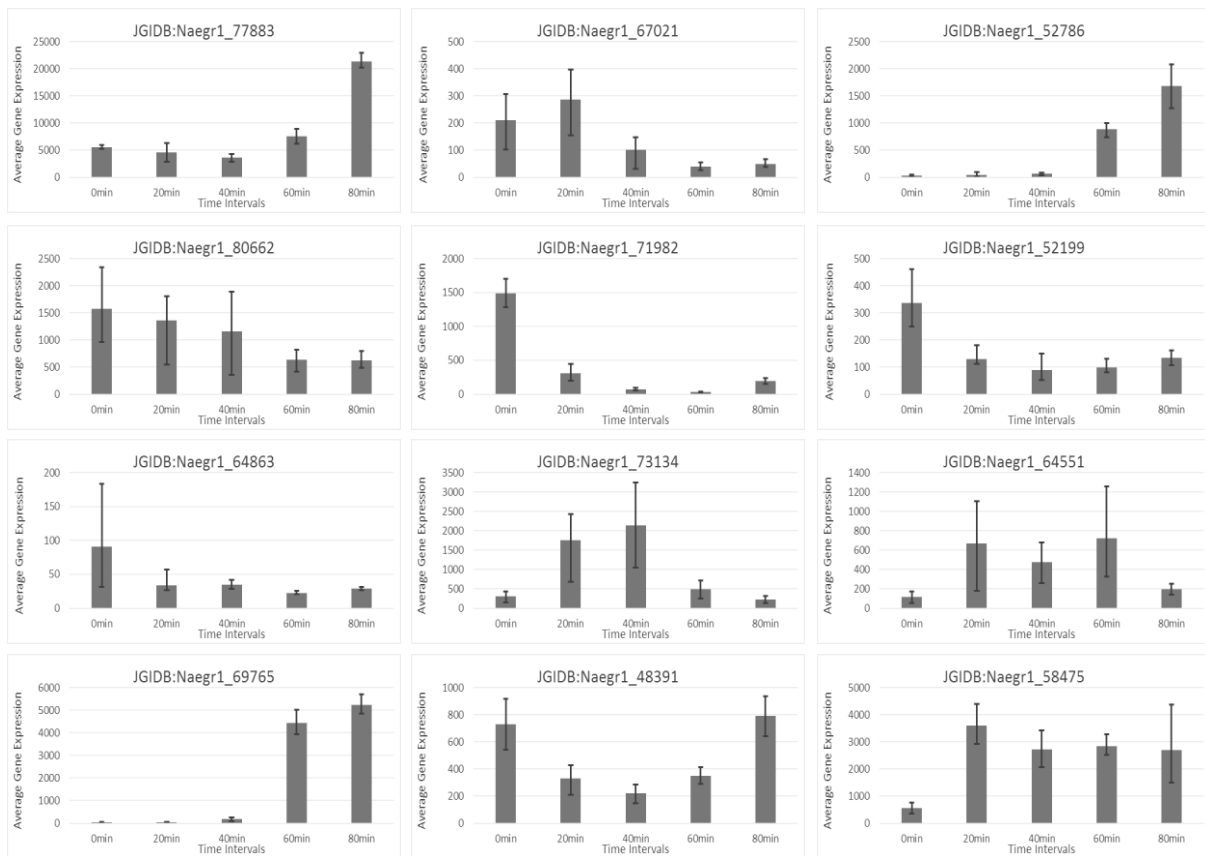 JGIDB:Naegr1_77883
Average Gene Expression
25000
20000
15000
10000
5000
0
0min 20min 40min 60min 80min
Time Intervals
JGIDB:Naegr1_67021
Average Gene Expression
500
400
300
200
100
0
0min 20min 40min 60min 80min
Time Intervals
JGIDB:Naegr1_52786
Average Gene Expression
2500
2000
1500
1000
500
0
0min 20min 40min 60min 80min
Time Intervals
JGIDB:Naegr1_80662
Average Gene Expression
2500
2000
1500
1000
500
0
0min 20min 40min 60min 80min
Time Intervals
JGIDB:Naegr1_71982
Average Gene Expression
2000
1500
1000
500
0
0min 20min 40min 60min 80min
Time Intervals
JGIDB:Naegr1_52199
Average Gene Expression
500
400
300
200
100
0
0min 20min 40min 60min 80min
Time Intervals
JGIDB:Naegr1_64863
Average Gene Expression
200
150
100
50
0
0min 20min 40min 60min 80min
Time Intervals
JGIDB:Naegr1_73134
Average Gene Expression
3500
3000
2500
2000
1500
1000
500
0
0min 20min 40min 60min 80min
Time Intervals
JGIDB:Naegr1_64551
Average Gene Expression
1400
1200
1000
800
600
400
200
0
0min 20min 40min 60min 80min
Time Intervals
JGIDB:Naegr1_69765
Average Gene Expression
6000
5000
4000
3000
2000
1000
0
0min 20min 40min 60min 80min
Time Intervals
JGIDB:Naegr1_48391
Average Gene Expression
1000
800
600
400
200
0
0min 20min 40min 60min 80min
Time Intervals
JGIDB:Naegr1_58475
Average Gene Expression
5000
4000
3000
2000
1000
0
0min 20min 40min 60min 80min
Time Intervals